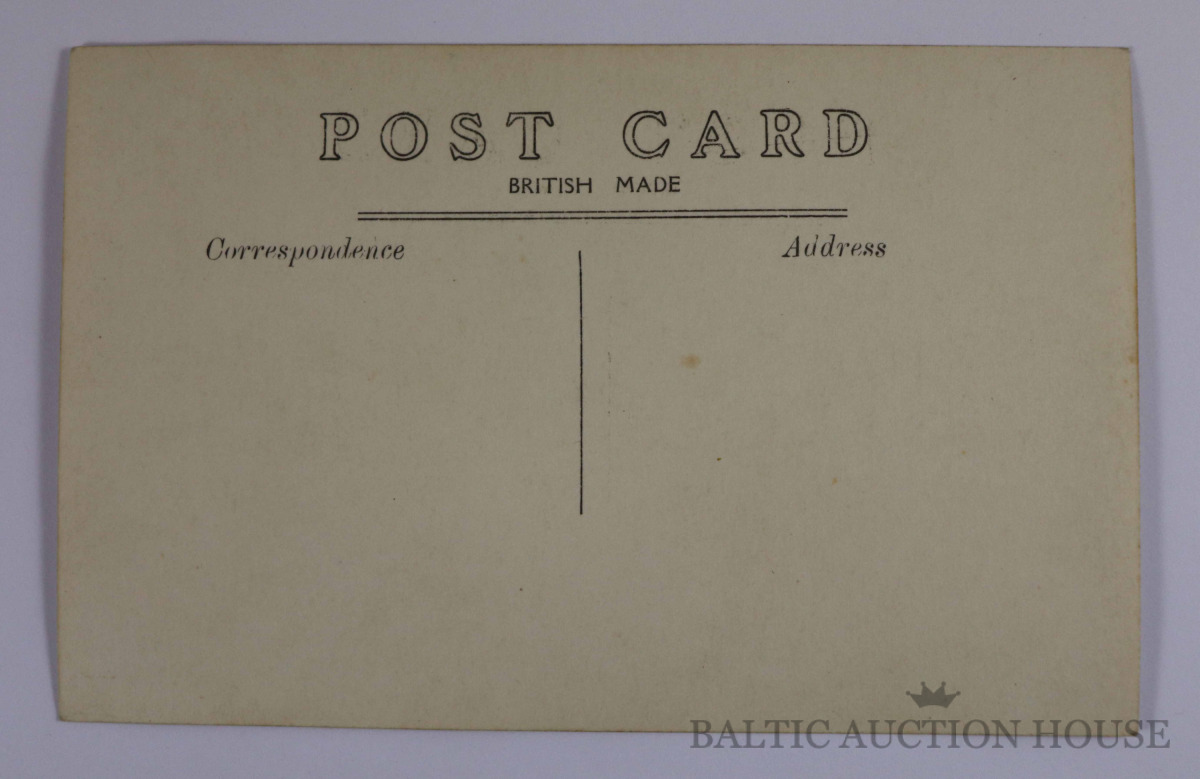 POST CARD
BRITISH MADE
Correspondence
Address
BALTIC AUCTION HOUSE